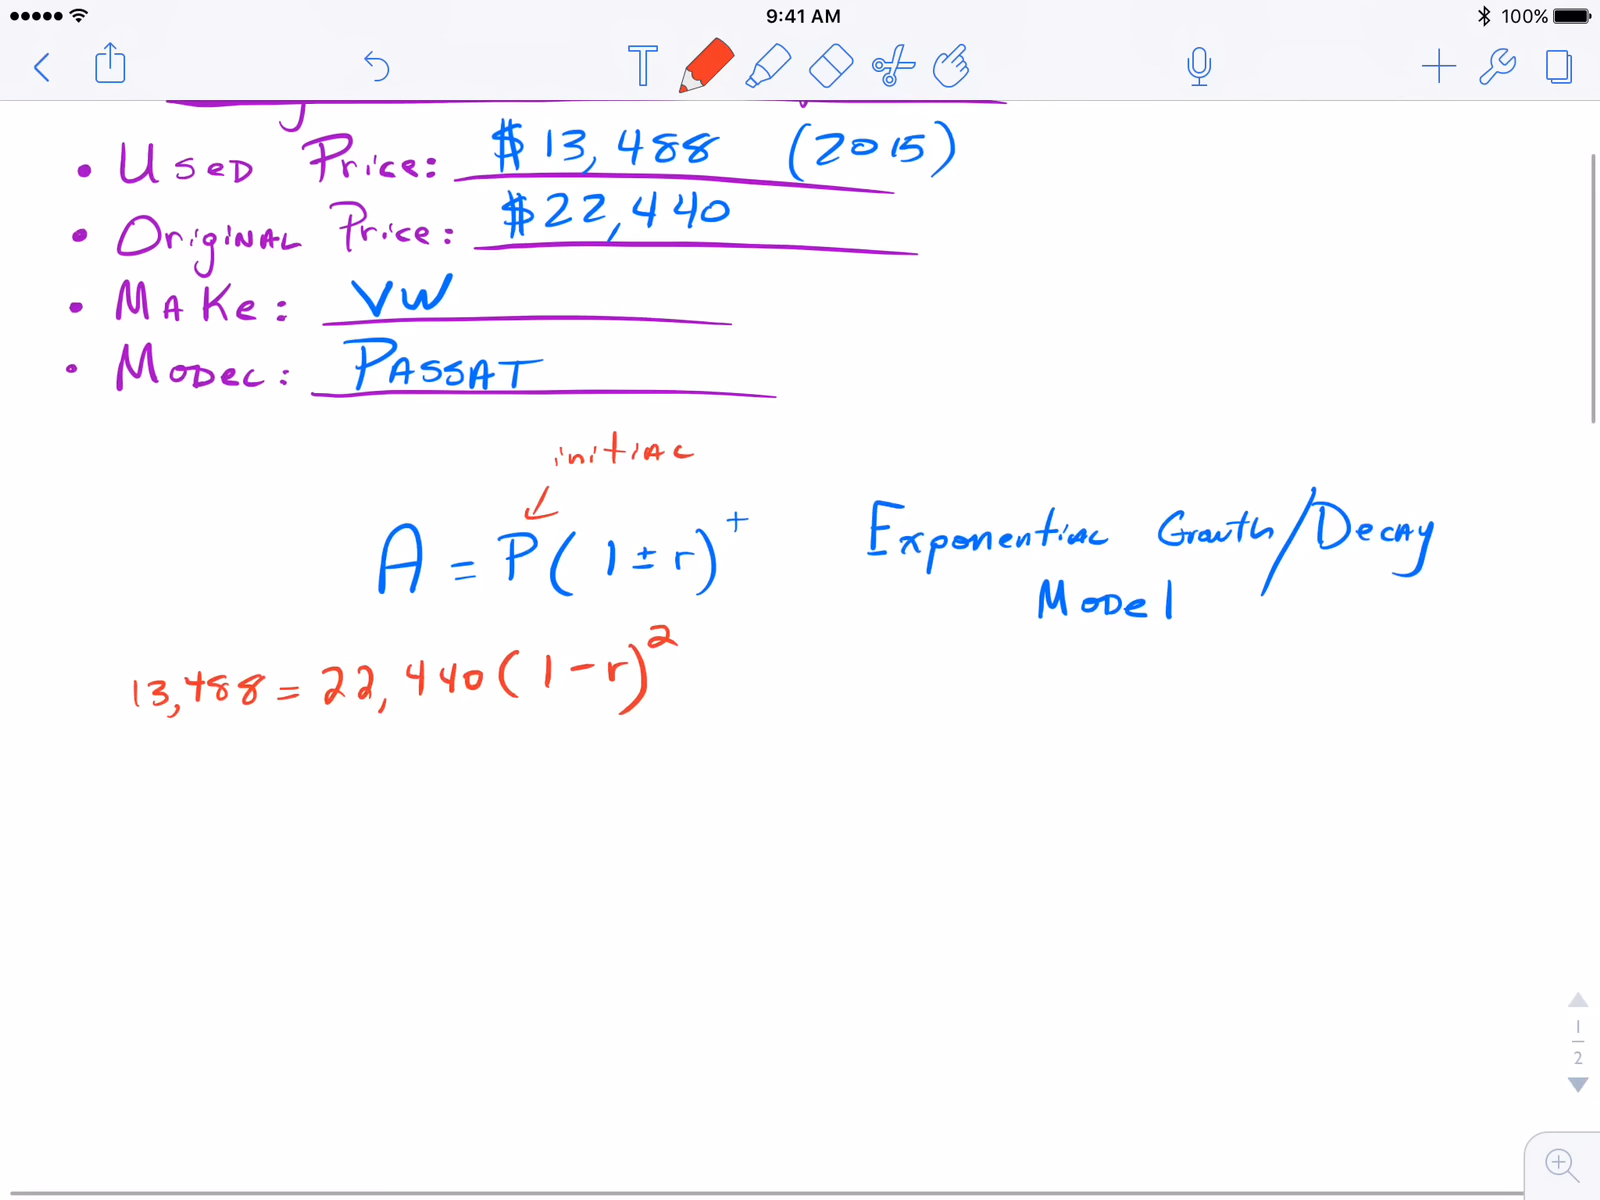 9:41 AM
100%
T
• Used Price: $13,488 (2015)
• Original Price: $22,440
• Make: VW
• Model: PASSAT
initial
A = P(1 ± r)^t
Exponential Growth/Decay
Model
13,488 = 22,440(1 - r)^2
1
2